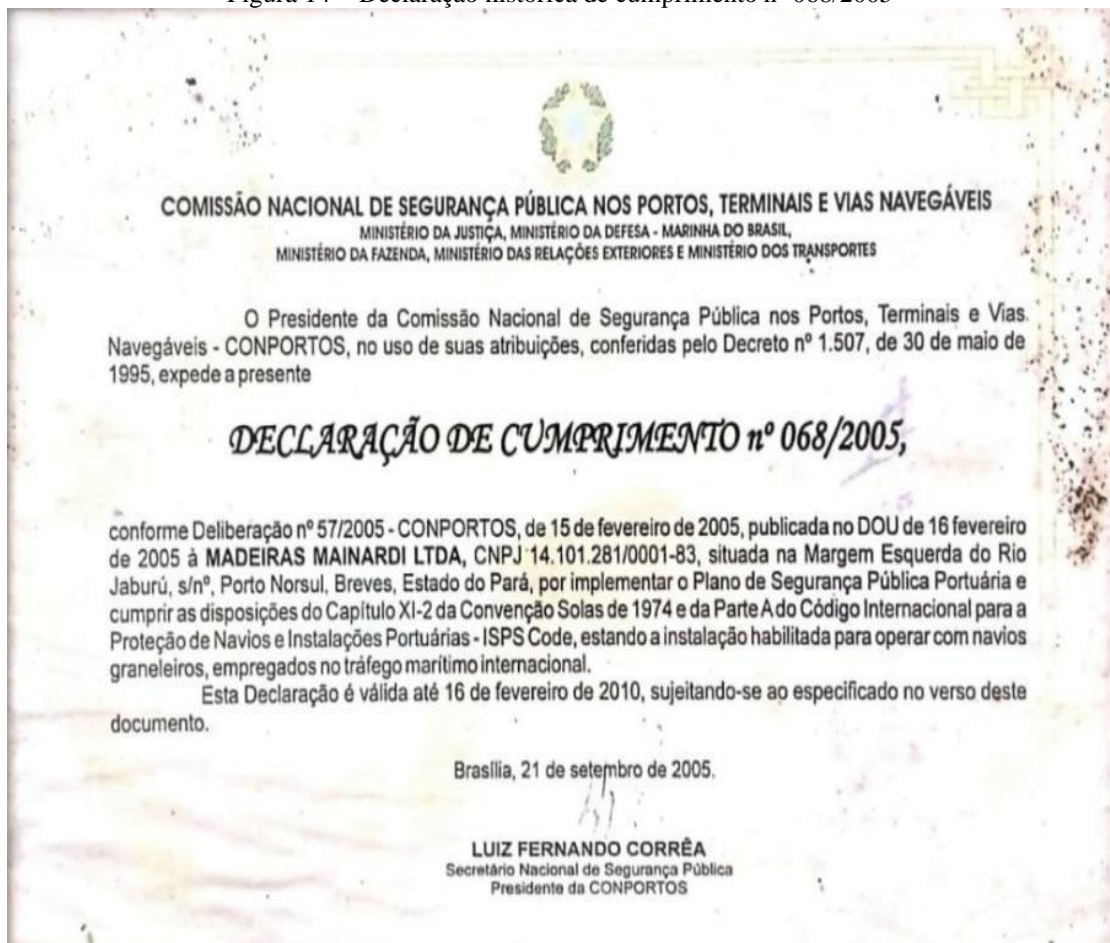 Figura 14 – Declaração histórica de cumprimento nº 068/2005
COMISSÃO NACIONAL DE SEGURANÇA PÚBLICA NOS PORTOS, TERMINAIS E VIAS NAVEGÁVEIS
MINISTÉRIO DA JUSTIÇA, MINISTÉRIO DA DEFESA - MARINHA DO BRASIL,
MINISTÉRIO DA FAZENDA, MINISTÉRIO DAS RELAÇÕES EXTERIORES E MINISTÉRIO DOS TRANSPORTES
O Presidente da Comissão Nacional de Segurança Pública nos Portos, Terminais e Vias
Navegáveis - CONPORTOS, no uso de suas atribuições, conferidas pelo Decreto nº 1.507, de 30 de maio de
1995, expede a presente
DECLARAÇÃO DE CUMPRIMENTO nº 068/2005,
conforme Deliberação nº 57/2005 - CONPORTOS, de 15 de fevereiro de 2005, publicada no DOU de 16 fevereiro
de 2005 à MADEIRAS MAINARDI LTDA, CNPJ 14.101.281/0001-83, situada na Margem Esquerda do Rio
Jaburú, s/nº, Porto Norsul, Breves, Estado do Pará, por implementar o Plano de Segurança Pública Portuária e
cumprir as disposições do Capítulo XI-2 da Convenção Solas de 1974 e da Parte A do Código Internacional para a
Proteção de Navios e Instalações Portuárias - ISPS Code, estando a instalação habilitada para operar com navios
graneleiros, empregados no tráfego marítimo internacional.
Esta Declaração é válida até 16 de fevereiro de 2010, sujeitando-se ao especificado no verso deste
documento.
Brasília, 21 de setembro de 2005.
LUIZ FERNANDO CORRÊA
Secretário Nacional de Segurança Pública
Presidente da CONPORTOS